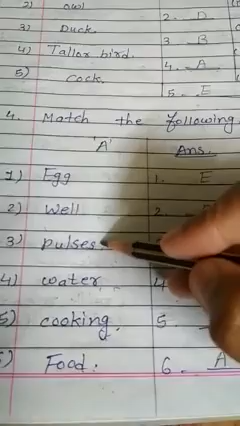 2) owl 2. D
3) Duck. 3 B
4) Tailor bird. 4. A
5) Cock. 5. E
4. Match the following
'A' Ans.
1) Egg 1. E
2) Well 2.
3) pulses.
4) water 4
5) cooking. 5.
Food. 6. A